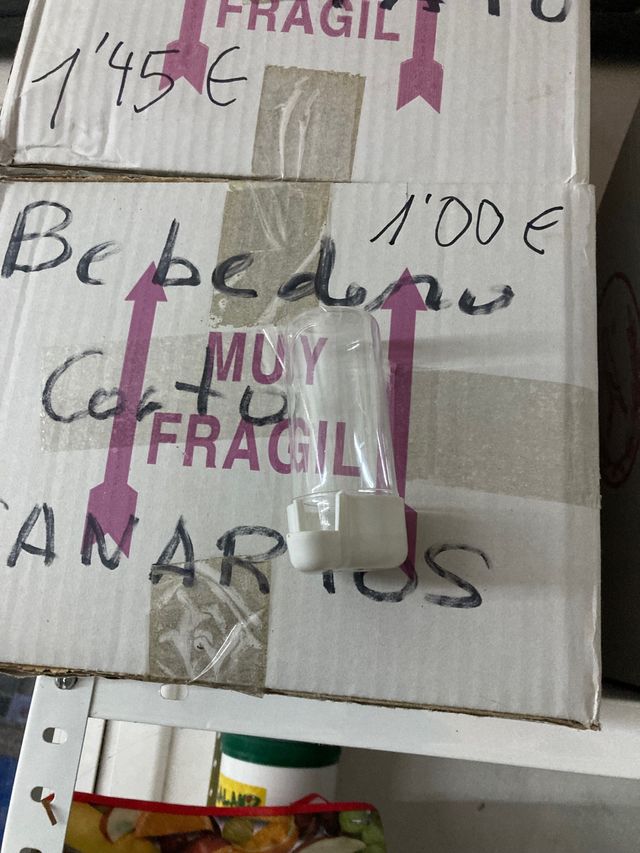 FRAGIL
1'45 €
1'00 €
Bebedero
MUY
Corto
FRAGIL
CANARIOS